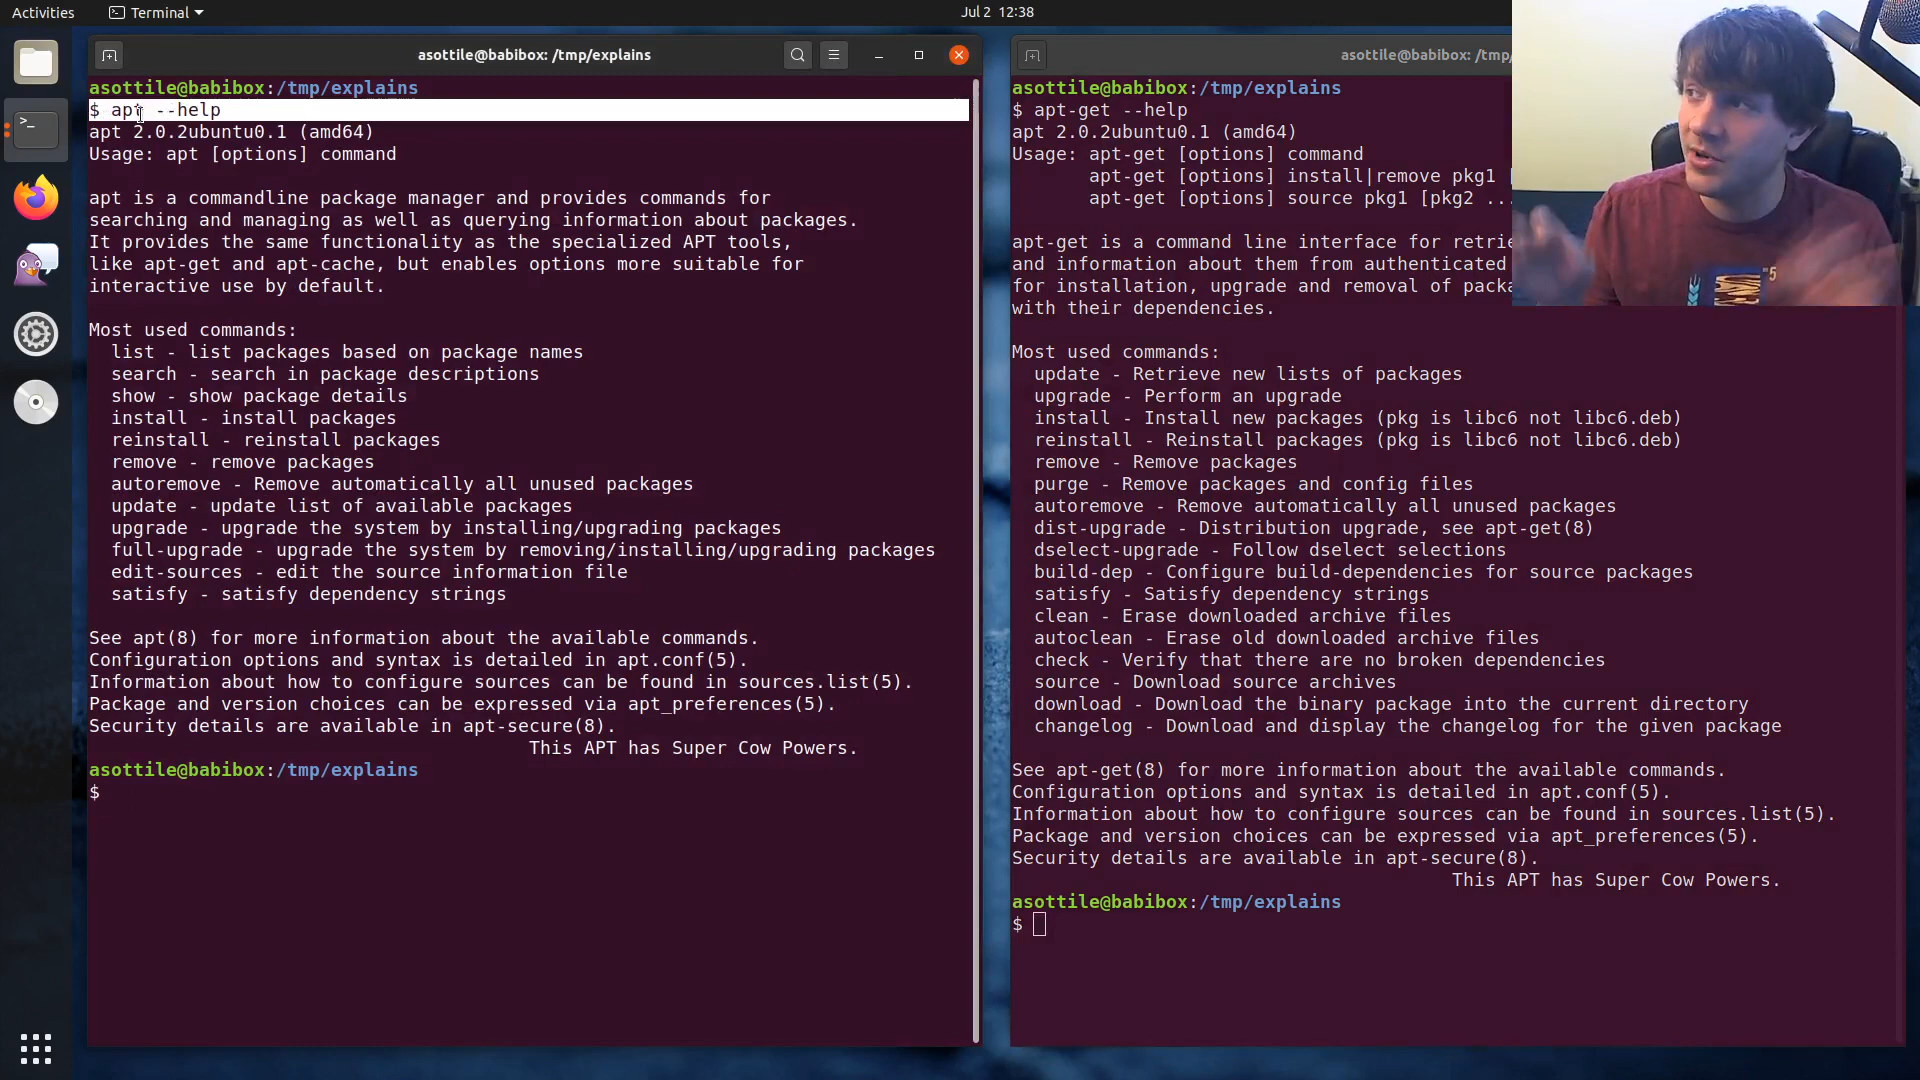 Activities
Terminal
Jul 2 12:38
asottile@babibox: /tmp/explains
asottile@babibox:/tmp/explains
$ apt --help
apt 2.0.2ubuntu0.1 (amd64)
Usage: apt [options] command
apt is a commandline package manager and provides commands for
searching and managing as well as querying information about packages.
It provides the same functionality as the specialized APT tools,
like apt-get and apt-cache, but enables options more suitable for
interactive use by default.
Most used commands:
list - list packages based on package names
search - search in package descriptions
show - show package details
install - install packages
reinstall - reinstall packages
remove - remove packages
autoremove - Remove automatically all unused packages
update - update list of available packages
upgrade - upgrade the system by installing/upgrading packages
full-upgrade - upgrade the system by removing/installing/upgrading packages
edit-sources - edit the source information file
satisfy - satisfy dependency strings
See apt(8) for more information about the available commands.
Configuration options and syntax is detailed in apt.conf(5).
Information about how to configure sources can be found in sources.list(5).
Package and version choices can be expressed via apt_preferences(5).
Security details are available in apt-secure(8).
This APT has Super Cow Powers.
asottile@babibox:/tmp/explains
$
asottile@babibox: /tmp/
asottile@babibox:/tmp/explains
$ apt-get --help
apt 2.0.2ubuntu0.1 (amd64)
Usage: apt-get [options] command
apt-get [options] install|remove pkg1 [
apt-get [options] source pkg1 [pkg2 ...
apt-get is a command line interface for retrie
and information about them from authenticated
for installation, upgrade and removal of packa
with their dependencies.
Most used commands:
update - Retrieve new lists of packages
upgrade - Perform an upgrade
install - Install new packages (pkg is libc6 not libc6.deb)
reinstall - Reinstall packages (pkg is libc6 not libc6.deb)
remove - Remove packages
purge - Remove packages and config files
autoremove - Remove automatically all unused packages
dist-upgrade - Distribution upgrade, see apt-get(8)
dselect-upgrade - Follow dselect selections
build-dep - Configure build-dependencies for source packages
satisfy - Satisfy dependency strings
clean - Erase downloaded archive files
autoclean - Erase old downloaded archive files
check - Verify that there are no broken dependencies
source - Download source archives
download - Download the binary package into the current directory
changelog - Download and display the changelog for the given package
See apt-get(8) for more information about the available commands.
Configuration options and syntax is detailed in apt.conf(5).
Information about how to configure sources can be found in sources.list(5).
Package and version choices can be expressed via apt_preferences(5).
Security details are available in apt-secure(8).
This APT has Super Cow Powers.
asottile@babibox:/tmp/explains
$